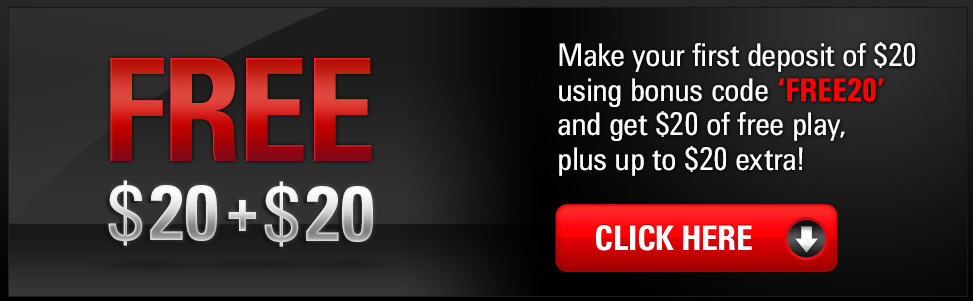 FREE
$20+$20
Make your first deposit of $20
using bonus code ‘FREE20’
and get $20 of free play,
plus up to $20 extra!
CLICK HERE